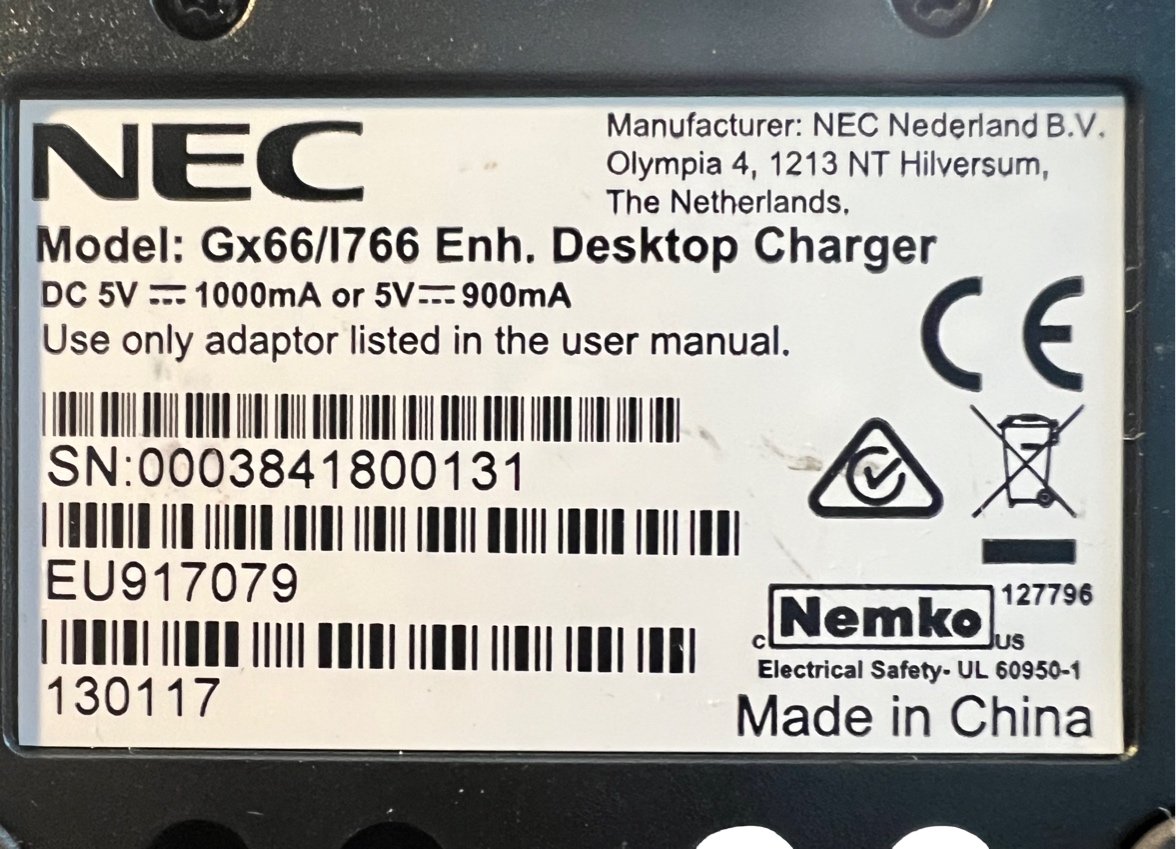 NEC
Manufacturer: NEC Nederland B.V.
Olympia 4, 1213 NT Hilversum,
The Netherlands.
Model: Gx66/I766 Enh. Desktop Charger
DC 5V ⎓ 1000mA or 5V ⎓ 900mA
Use only adaptor listed in the user manual.
CE
SN:0003841800131
EU917079
130117
c Nemko US 127796
Electrical Safety- UL 60950-1
Made in China